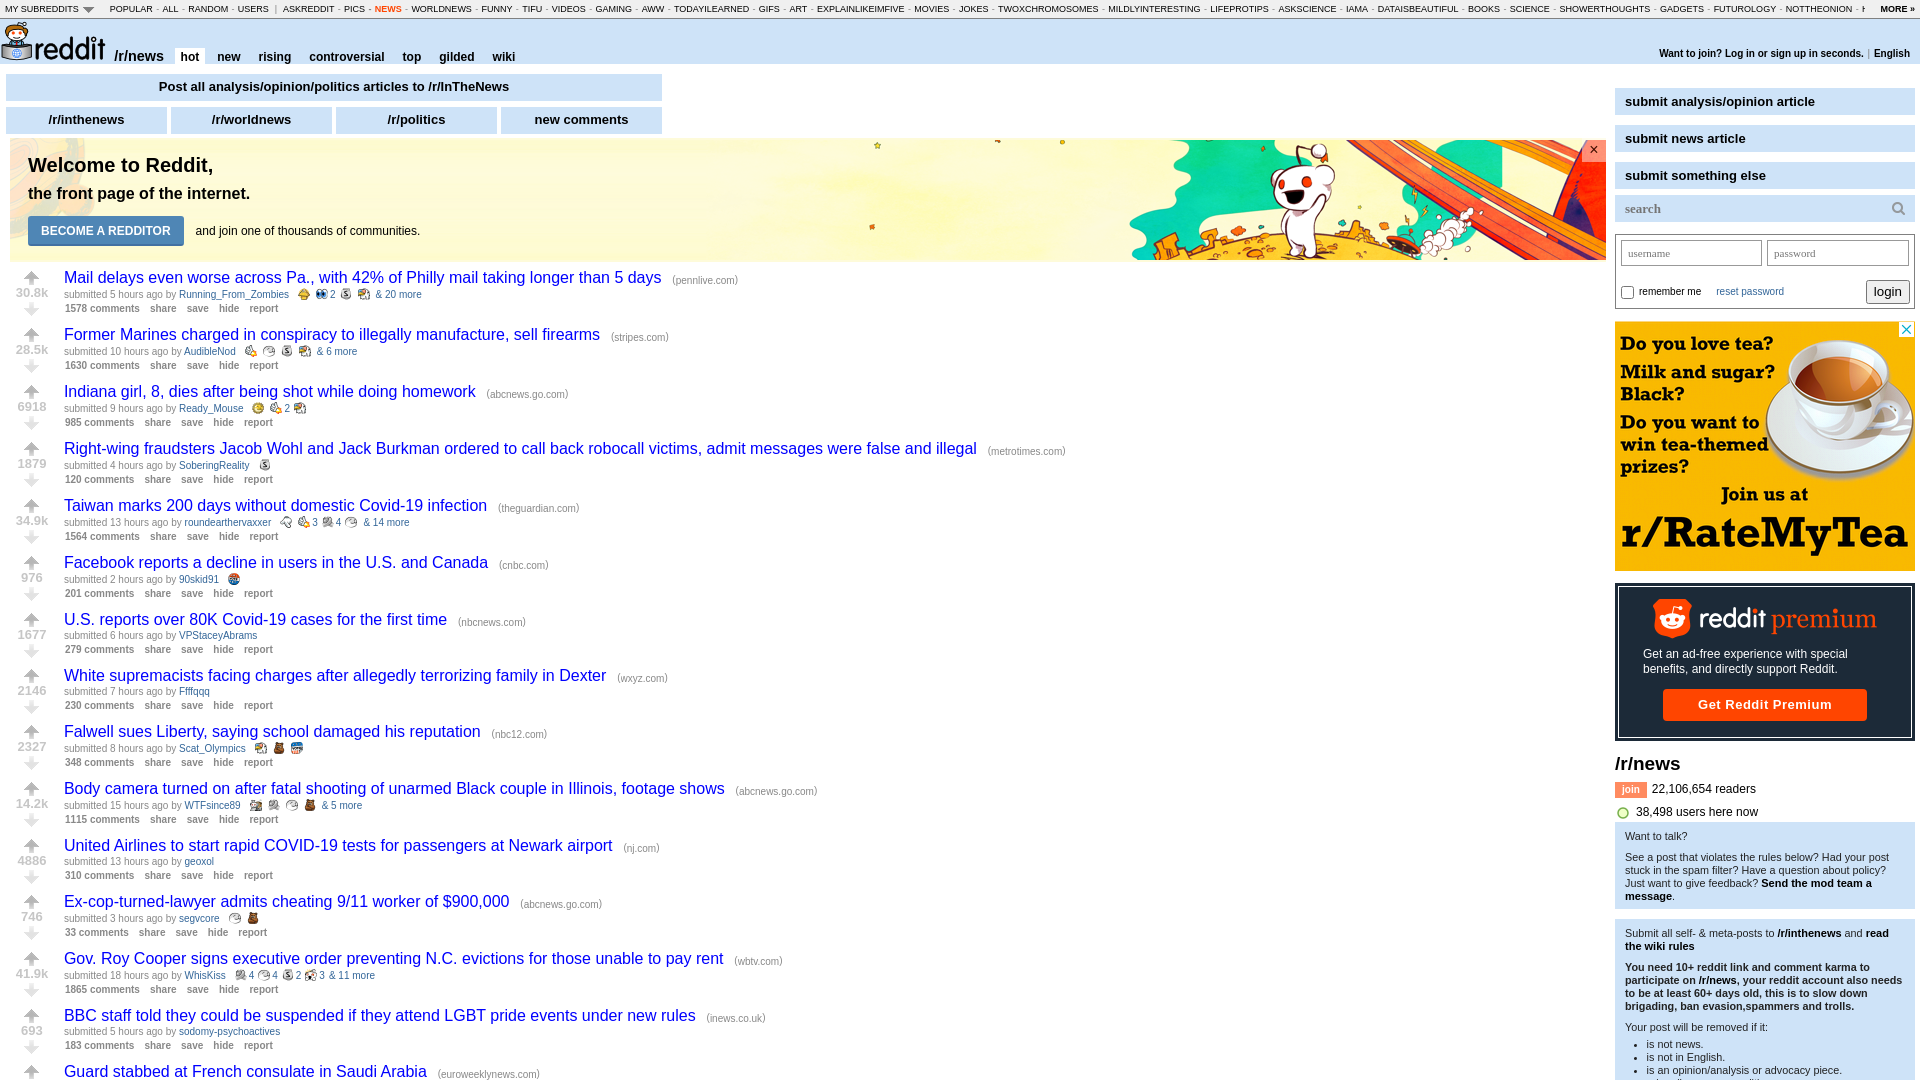 MY SUBREDDITS POPULAR - ALL - RANDOM - USERS | ASKREDDIT - PICS - NEWS - WORLDNEWS - FUNNY - TIFU - VIDEOS - GAMING - AWW - TODAYILEARNED - GIFS - ART - EXPLAINLIKEIMFIVE - MOVIES - JOKES - TWOXCHROMOSOMES - MILDLYINTERESTING - LIFEPROTIPS - ASKSCIENCE - IAMA - DATAISBEAUTIFUL - BOOKS - SCIENCE - SHOWERTHOUGHTS - GADGETS - FUTUROLOGY - NOTTHEONION - MORE »
reddit /r/news hot new rising controversial top gilded wiki
Want to join? Log in or sign up in seconds. | English
Post all analysis/opinion/politics articles to /r/InTheNews
/r/inthenews /r/worldnews /r/politics new comments
Welcome to Reddit,
the front page of the internet.
BECOME A REDDITOR and join one of thousands of communities.
×
Mail delays even worse across Pa., with 42% of Philly mail taking longer than 5 days (pennlive.com)
30.8k
submitted 5 hours ago by Running_From_Zombies 2 & 20 more
1578 comments share save hide report
Former Marines charged in conspiracy to illegally manufacture, sell firearms (stripes.com)
28.5k
submitted 10 hours ago by AudibleNod & 6 more
1630 comments share save hide report
Indiana girl, 8, dies after being shot while doing homework (abcnews.go.com)
6918
submitted 9 hours ago by Ready_Mouse 2
985 comments share save hide report
Right-wing fraudsters Jacob Wohl and Jack Burkman ordered to call back robocall victims, admit messages were false and illegal (metrotimes.com)
1879
submitted 4 hours ago by SoberingReality
120 comments share save hide report
Taiwan marks 200 days without domestic Covid-19 infection (theguardian.com)
34.9k
submitted 13 hours ago by roundearthervaxxer 3 4 & 14 more
1564 comments share save hide report
Facebook reports a decline in users in the U.S. and Canada (cnbc.com)
976
submitted 2 hours ago by 90skid91
201 comments share save hide report
U.S. reports over 80K Covid-19 cases for the first time (nbcnews.com)
1677
submitted 6 hours ago by VPStaceyAbrams
279 comments share save hide report
White supremacists facing charges after allegedly terrorizing family in Dexter (wxyz.com)
2146
submitted 7 hours ago by Ffffqqq
230 comments share save hide report
Falwell sues Liberty, saying school damaged his reputation (nbc12.com)
2327
submitted 8 hours ago by Scat_Olympics
348 comments share save hide report
Body camera turned on after fatal shooting of unarmed Black couple in Illinois, footage shows (abcnews.go.com)
14.2k
submitted 15 hours ago by WTFsince89 & 5 more
1115 comments share save hide report
United Airlines to start rapid COVID-19 tests for passengers at Newark airport (nj.com)
4886
submitted 13 hours ago by geoxol
310 comments share save hide report
Ex-cop-turned-lawyer admits cheating 9/11 worker of $900,000 (abcnews.go.com)
746
submitted 3 hours ago by segvcore
33 comments share save hide report
Gov. Roy Cooper signs executive order preventing N.C. evictions for those unable to pay rent (wbtv.com)
41.9k
submitted 18 hours ago by WhisKiss 4 4 2 3 & 11 more
1865 comments share save hide report
BBC staff told they could be suspended if they attend LGBT pride events under new rules (inews.co.uk)
693
submitted 5 hours ago by sodomy-psychoactives
183 comments share save hide report
Guard stabbed at French consulate in Saudi Arabia (euroweeklynews.com)
submit analysis/opinion article
submit news article
submit something else
search
username password
remember me reset password login
Do you love tea?
Milk and sugar?
Black?
Do you want to
win tea-themed
prizes?
Join us at
r/RateMyTea
reddit premium
Get an ad-free experience with special
benefits, and directly support Reddit.
Get Reddit Premium
/r/news
join 22,106,654 readers
38,498 users here now
Want to talk?
See a post that violates the rules below? Had your post
stuck in the spam filter? Have a question about policy?
Just want to give feedback? Send the mod team a
message.
Submit all self- & meta-posts to /r/inthenews and read
the wiki rules
You need 10+ reddit link and comment karma to
participate on /r/news, your reddit account also needs
to be at least 60+ days old, this is to slow down
brigading, ban evasion,spammers and trolls.
Your post will be removed if it:
is not news.
is not in English.
is an opinion/analysis or advocacy piece.